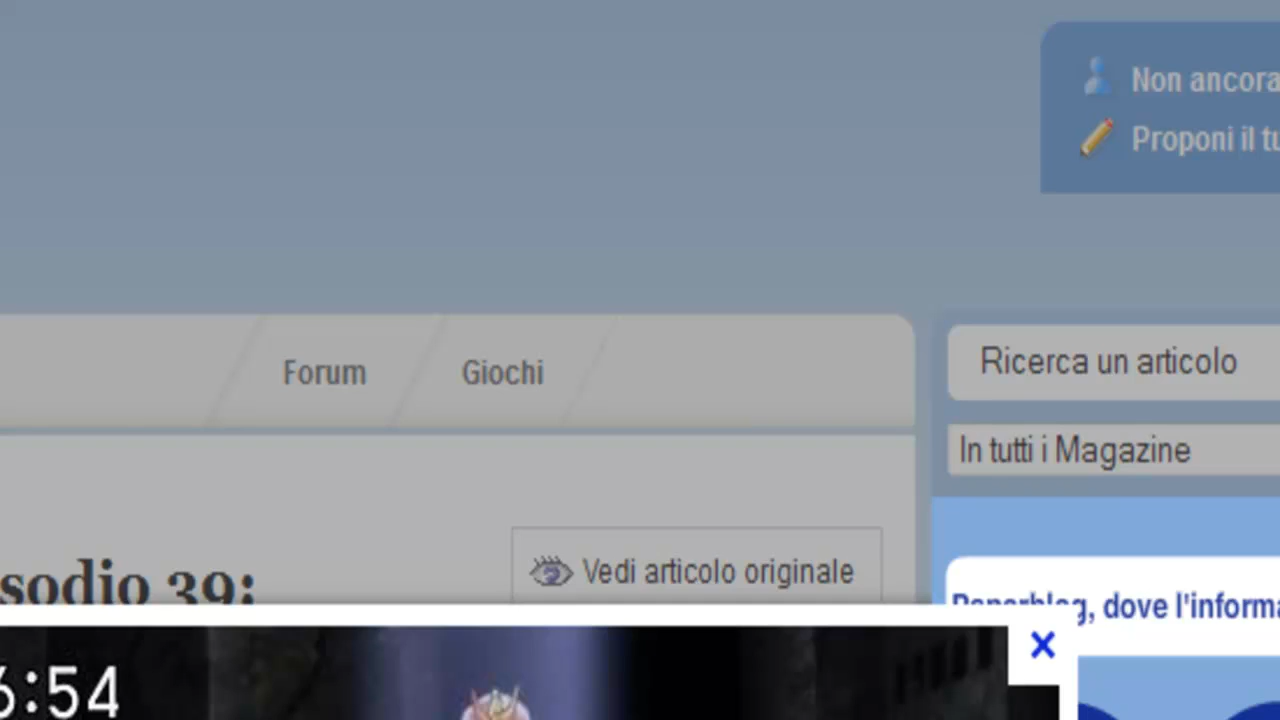 Non ancora
Proponi il tu
Forum
Giochi
Ricerca un articolo
In tutti i Magazine
sodio 39:
Vedi articolo originale
Paperblog, dove l'informa
6:54